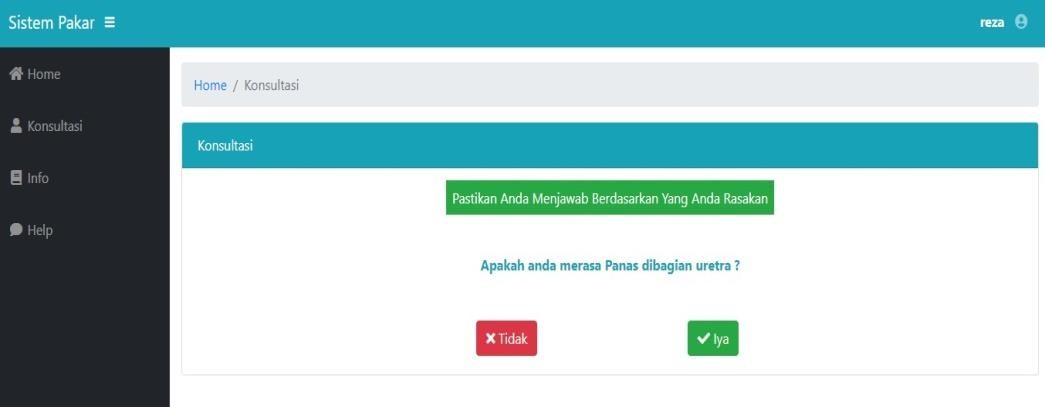 Sistem Pakar
reza
Home
Konsultasi
Info
Help
Home / Konsultasi
Konsultasi
Pastikan Anda Menjawab Berdasarkan Yang Anda Rasakan
Apakah anda merasa Panas dibagian uretra ?
Tidak
Iya